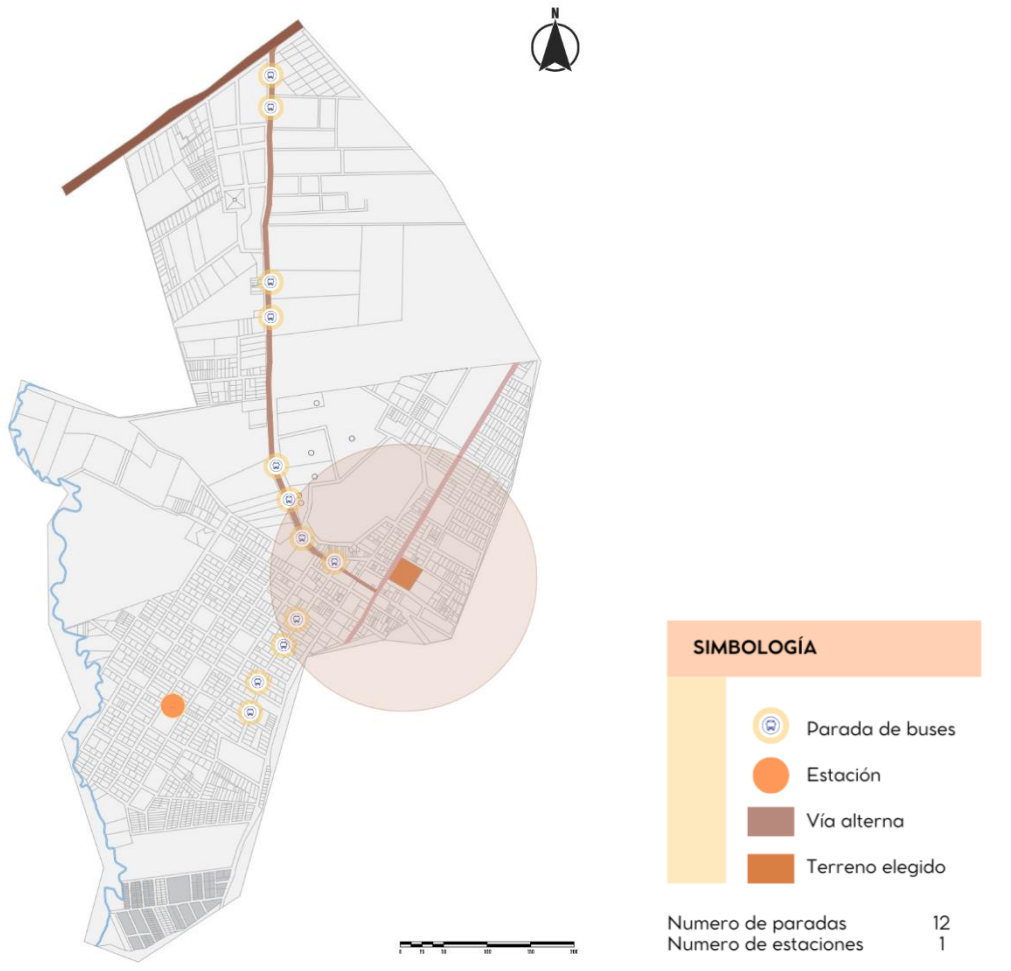 N
SIMBOLOGÍA
Parada de buses
Estación
Vía alterna
Terreno elegido
Numero de paradas 12
Numero de estaciones 1